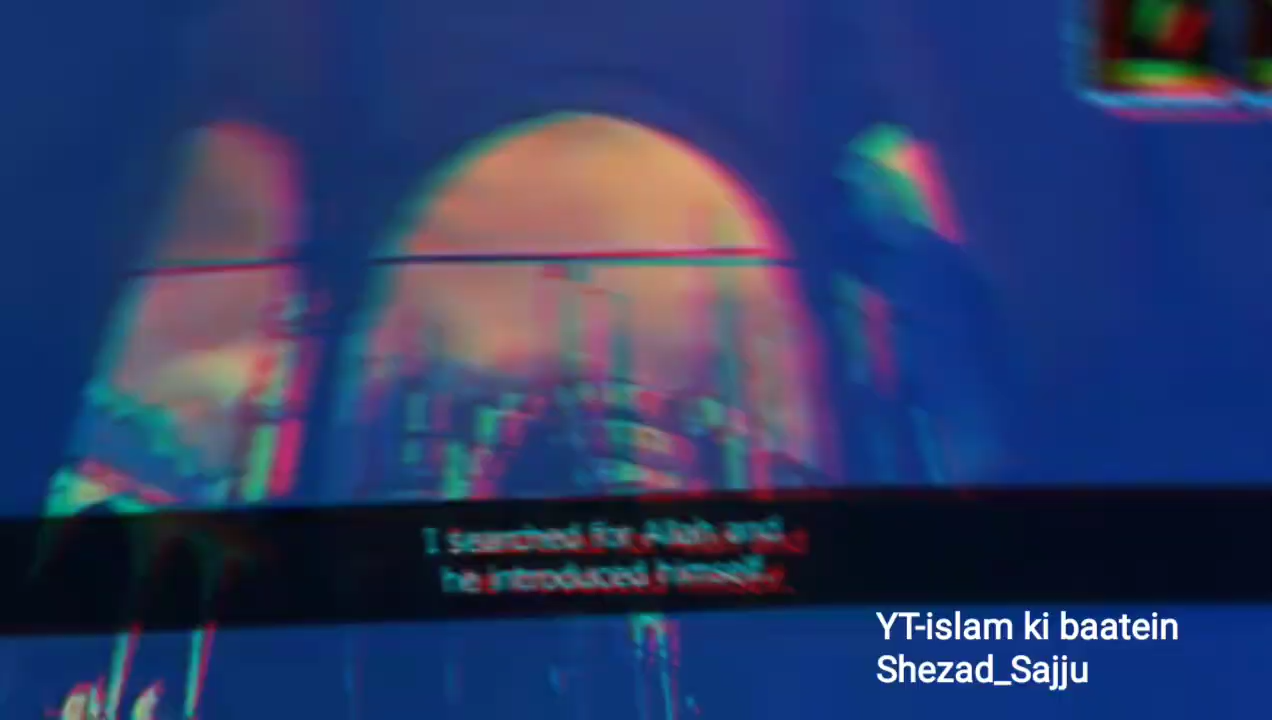 I searched for Allah and
he introduced himself.
YT-islam ki baatein
Shezad_Sajju